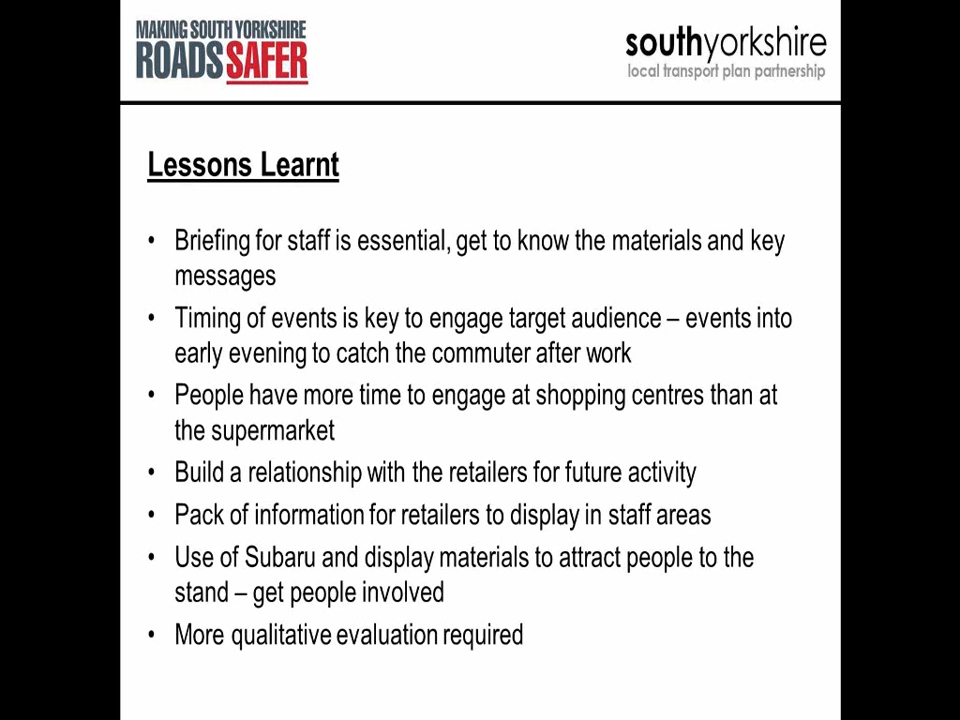 MAKING SOUTH YORKSHIRE
ROADS SAFER
southyorkshire
local transport plan partnership
Lessons Learnt
• Briefing for staff is essential, get to know the materials and key
messages
• Timing of events is key to engage target audience – events into
early evening to catch the commuter after work
• People have more time to engage at shopping centres than at
the supermarket
• Build a relationship with the retailers for future activity
• Pack of information for retailers to display in staff areas
• Use of Subaru and display materials to attract people to the
stand – get people involved
• More qualitative evaluation required